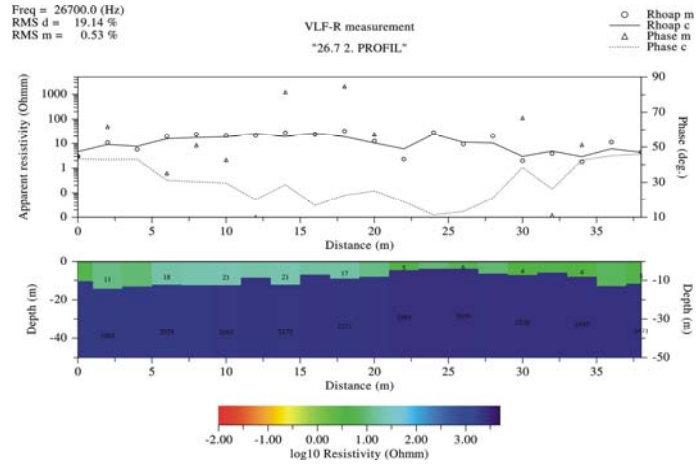 Freq = 26700.0 (Hz)
RMS d = 19.14 %
RMS m = 0.53 %
VLF-R measurement
"26.7 2. PROFIL"
Rhoap m
Rhoap c
Phase m
Phase c
Apparent resistivity (Ohmm)
1000
100
10
1
0
0
90
70
50
30
10
Phase (deg.)
0 5 10 15 20 25 30 35
Distance (m)
Depth (m)
0
-20
-40
11 18 21 21 17 4 4
0
-10
-30
-50
Depth (m)
0 5 10 15 20 25 30 35
Distance (m)
-2.00 -1.00 0.00 1.00 2.00 3.00
log10 Resistivity (Ohmm)